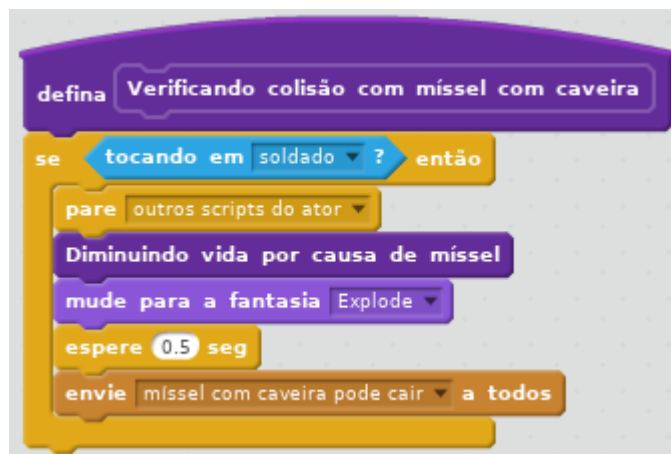 defina Verificando colisão com míssel com caveira
se tocando em soldado ? então
pare outros scripts do ator
Diminuindo vida por causa de míssel
mude para a fantasia Explode
espere 0.5 seg
envie míssel com caveira pode cair a todos